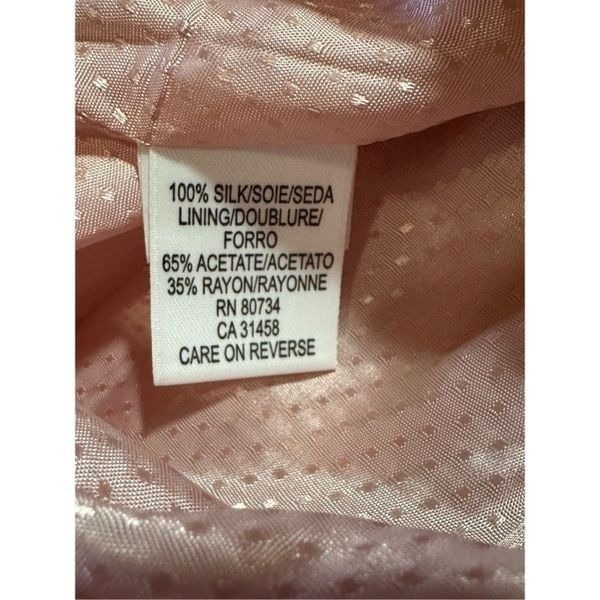 100% SILK/SOIE/SEDA
LINING/DOUBLURE/
FORRO
65% ACETATE/ACETATO
35% RAYON/RAYONNE
RN 80734
CA 31458
CARE ON REVERSE